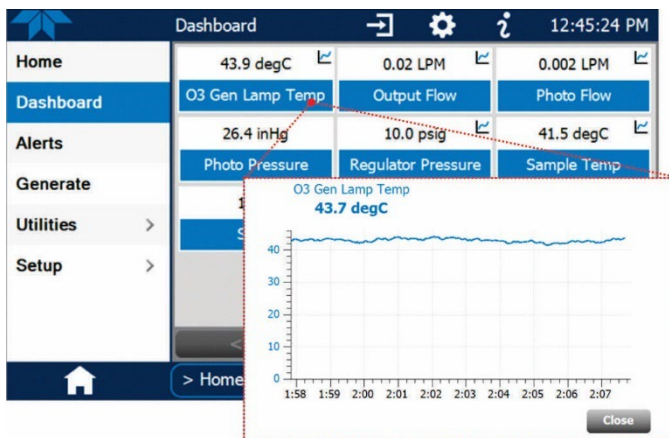 Dashboard
12:45:24 PM
Home
Dashboard
Alerts
Generate
Utilities >
Setup >
43.9 degC
O3 Gen Lamp Temp
0.02 LPM
Output Flow
0.002 LPM
Photo Flow
26.4 inHg
Photo Pressure
10.0 psig
Regulator Pressure
41.5 degC
Sample Temp
> Home
O3 Gen Lamp Temp
43.7 degC
40
30
20
10
0
1:58 1:59 2:00 2:01 2:02 2:03 2:04 2:05 2:06 2:07
Close